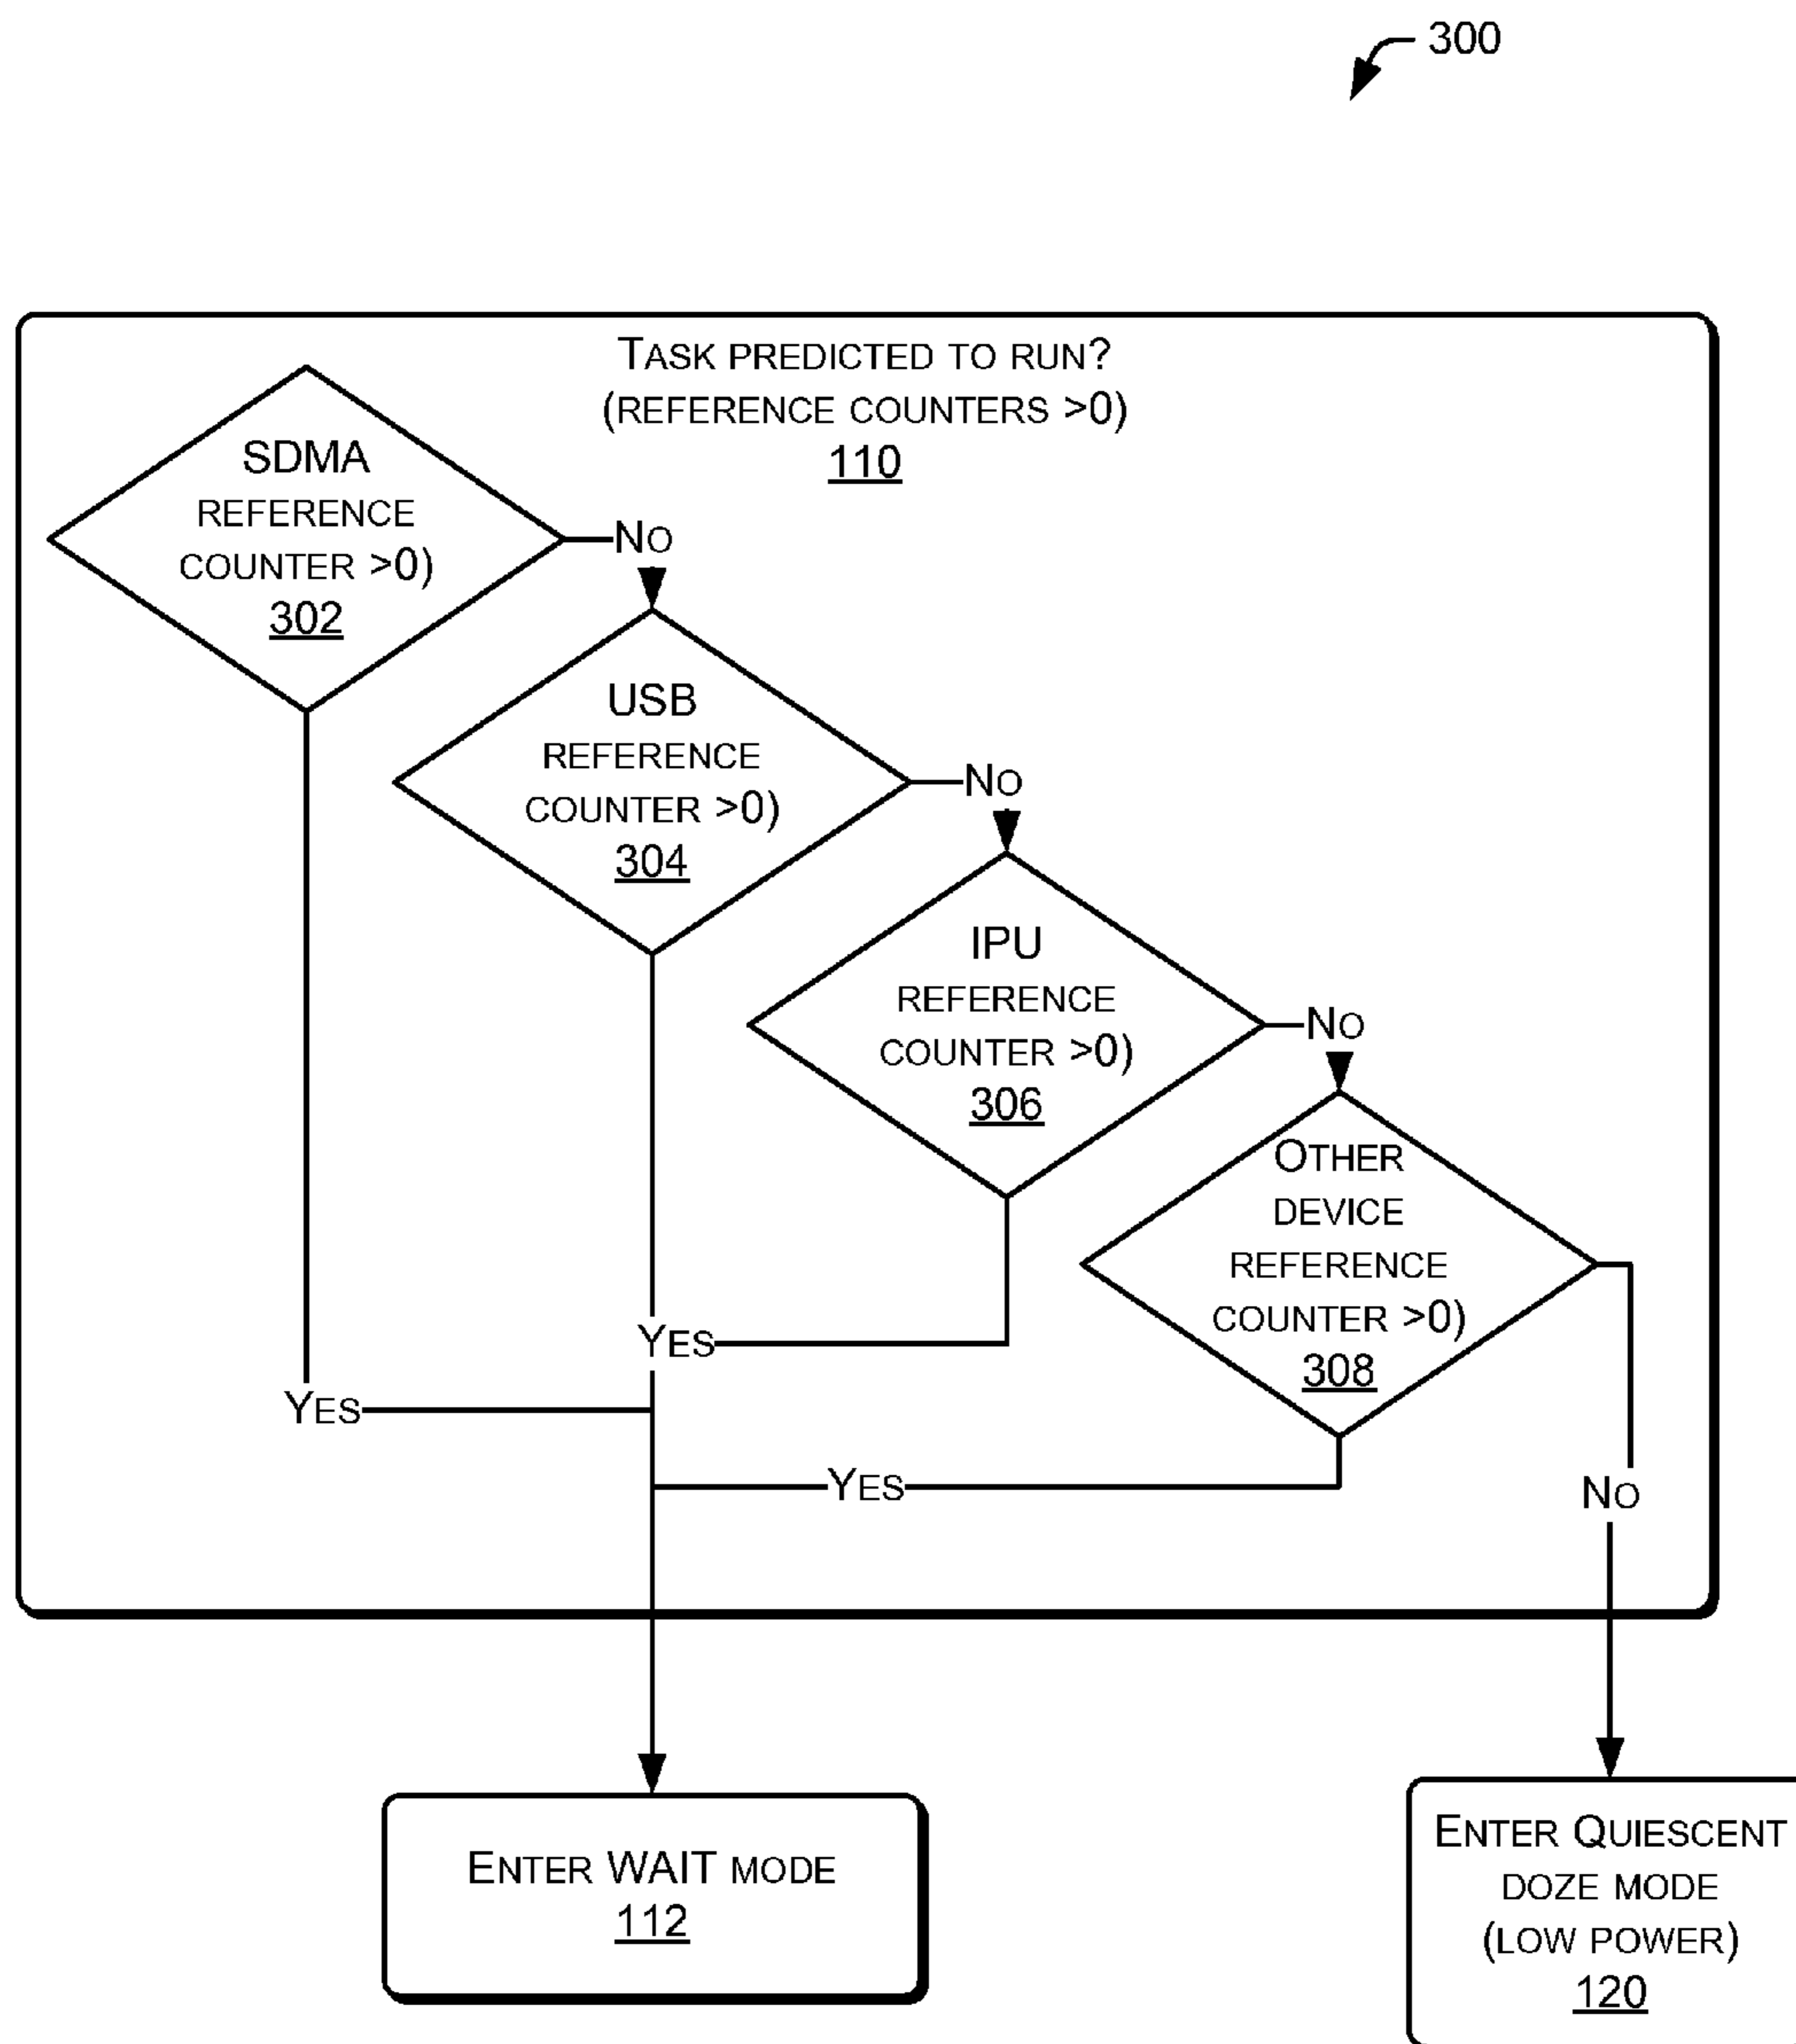 300
TASK PREDICTED TO RUN?
(REFERENCE COUNTERS >0)
110
SDMA
REFERENCE
COUNTER >0)
302
NO
USB
REFERENCE
COUNTER >0)
304
NO
IPU
REFERENCE
COUNTER >0)
306
NO
OTHER
DEVICE
REFERENCE
COUNTER >0)
308
YES
YES
YES
NO
ENTER WAIT MODE
112
ENTER QUIESCENT
DOZE MODE
(LOW POWER)
120